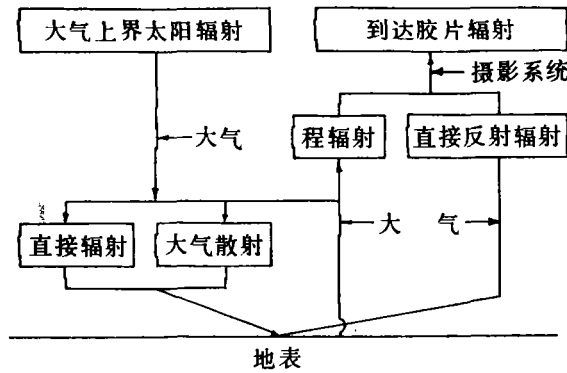 大气上界太阳辐射
到达胶片辐射
摄影系统
大气
程辐射
直接反射辐射
直接辐射
大气散射
大 气
地表